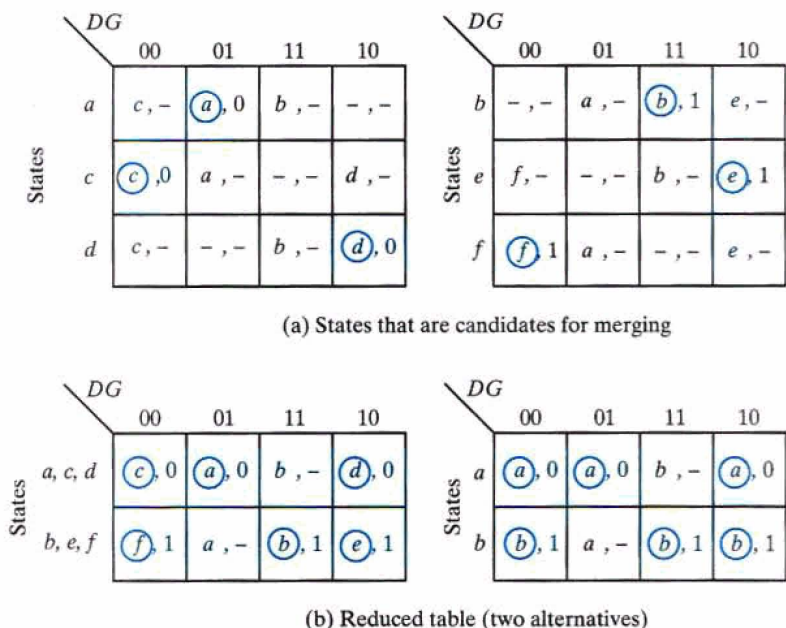 DG DG
00 01 11 10 00 01 11 10
a c , – a , 0 b , – – , – b – , – a , – b , 1 e , –
States c c , 0 a , – – , – d , – States e f , – – , – b , – e , 1
d c , – – , – b , – d , 0 f f , 1 a , – – , – e , –
(a) States that are candidates for merging
DG DG
00 01 11 10 00 01 11 10
States a, c, d c , 0 a , 0 b , – d , 0 States a a , 0 a , 0 b , – a , 0
b, e, f f , 1 a , – b , 1 e , 1 b b , 1 a , – b , 1 b , 1
(b) Reduced table (two alternatives)